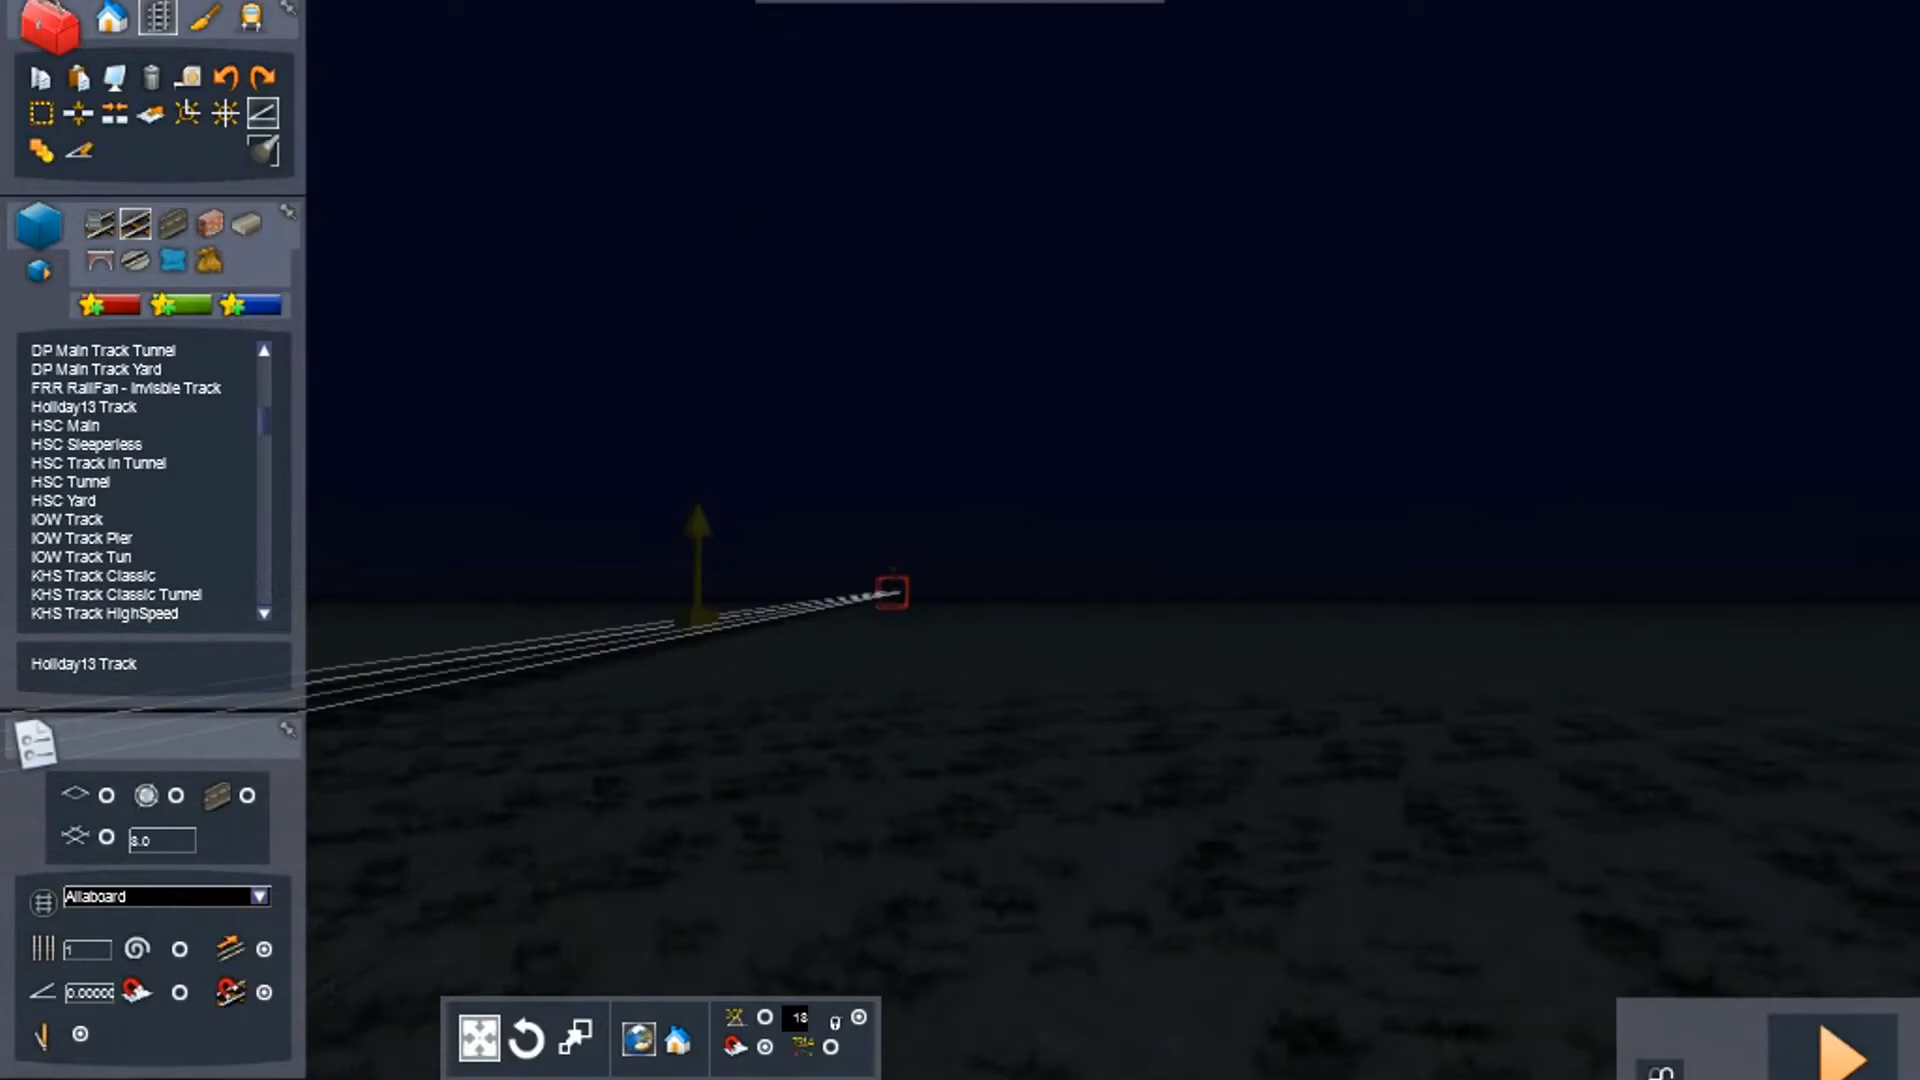 DP Main Track Tunnel
DP Main Track Yard
FRR RailFan - Invisble Track
Holiday13 Track
HSC Main
HSC Sleeperless
HSC Track In Tunnel
HSC Tunnel
HSC Yard
IOW Track
IOW Track Pier
IOW Track Tun
KHS Track Classic
KHS Track Classic Tunnel
KHS Track HighSpeed
Holiday13 Track
8.0
Allaboard
1
0.0000
18